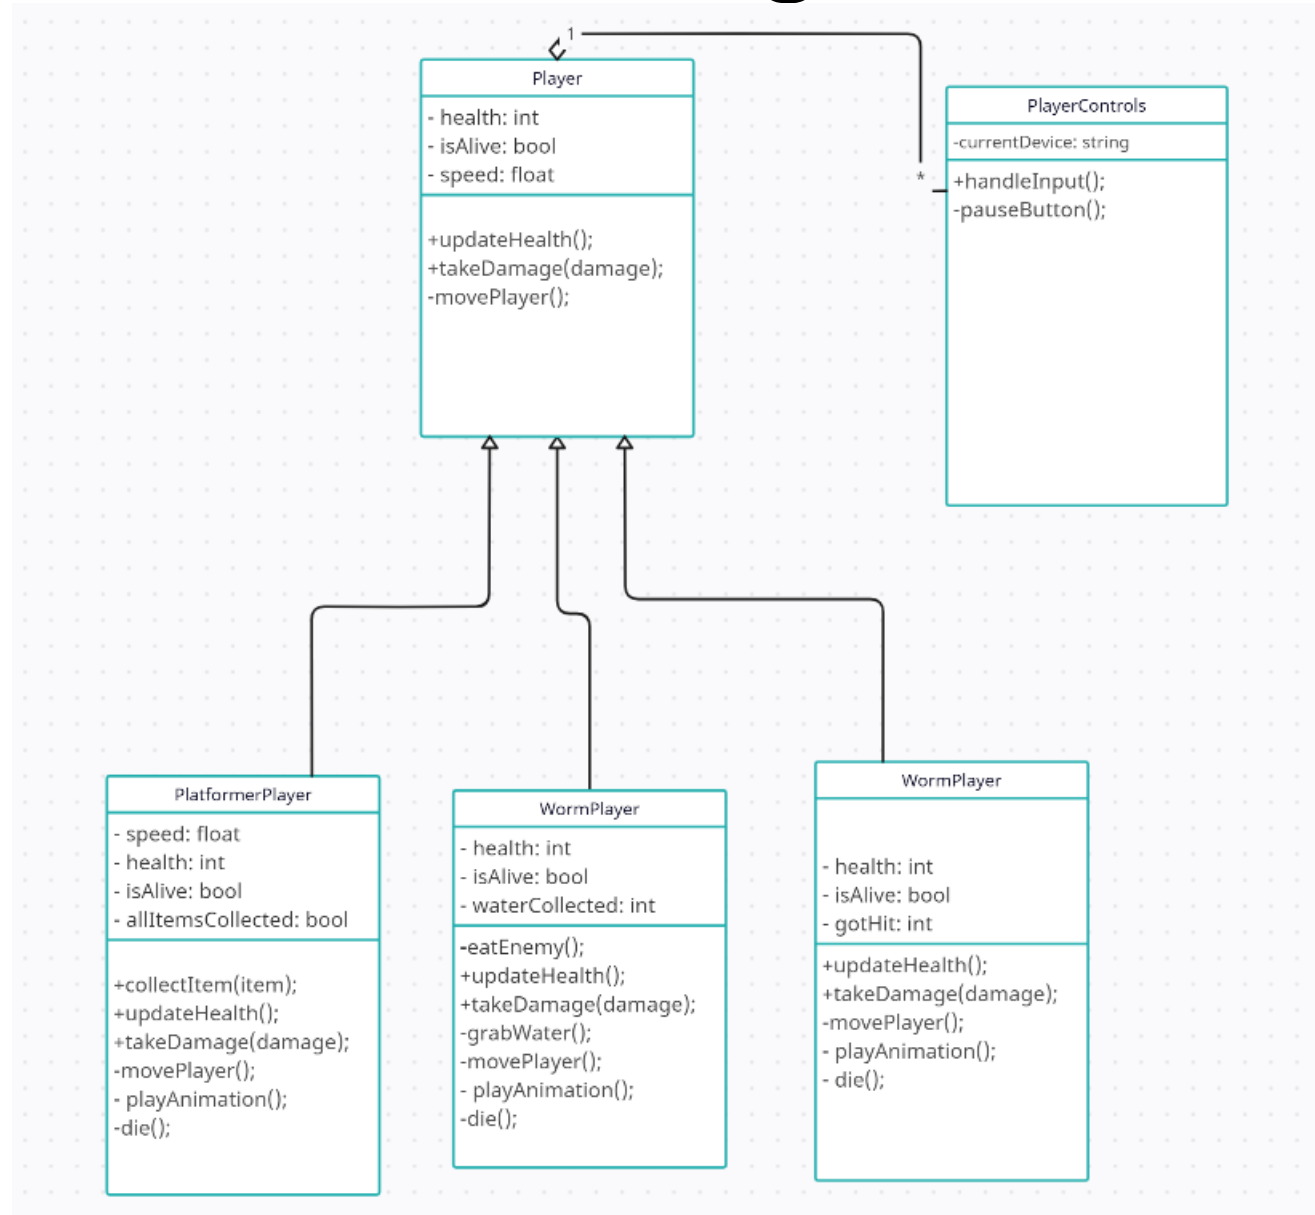 1
Player
- health: int
- isAlive: bool
- speed: float
+updateHealth();
+takeDamage(damage);
-movePlayer();
PlayerControls
-currentDevice: string
*
+handleInput();
-pauseButton();
PlatformerPlayer
- speed: float
- health: int
- isAlive: bool
- allItemsCollected: bool
+collectItem(item);
+updateHealth();
+takeDamage(damage);
-movePlayer();
- playAnimation();
-die();
WormPlayer
- health: int
- isAlive: bool
- waterCollected: int
-eatEnemy();
+updateHealth();
+takeDamage(damage);
-grabWater();
-movePlayer();
- playAnimation();
-die();
WormPlayer
- health: int
- isAlive: bool
- gotHit: int
+updateHealth();
+takeDamage(damage);
-movePlayer();
- playAnimation();
- die();